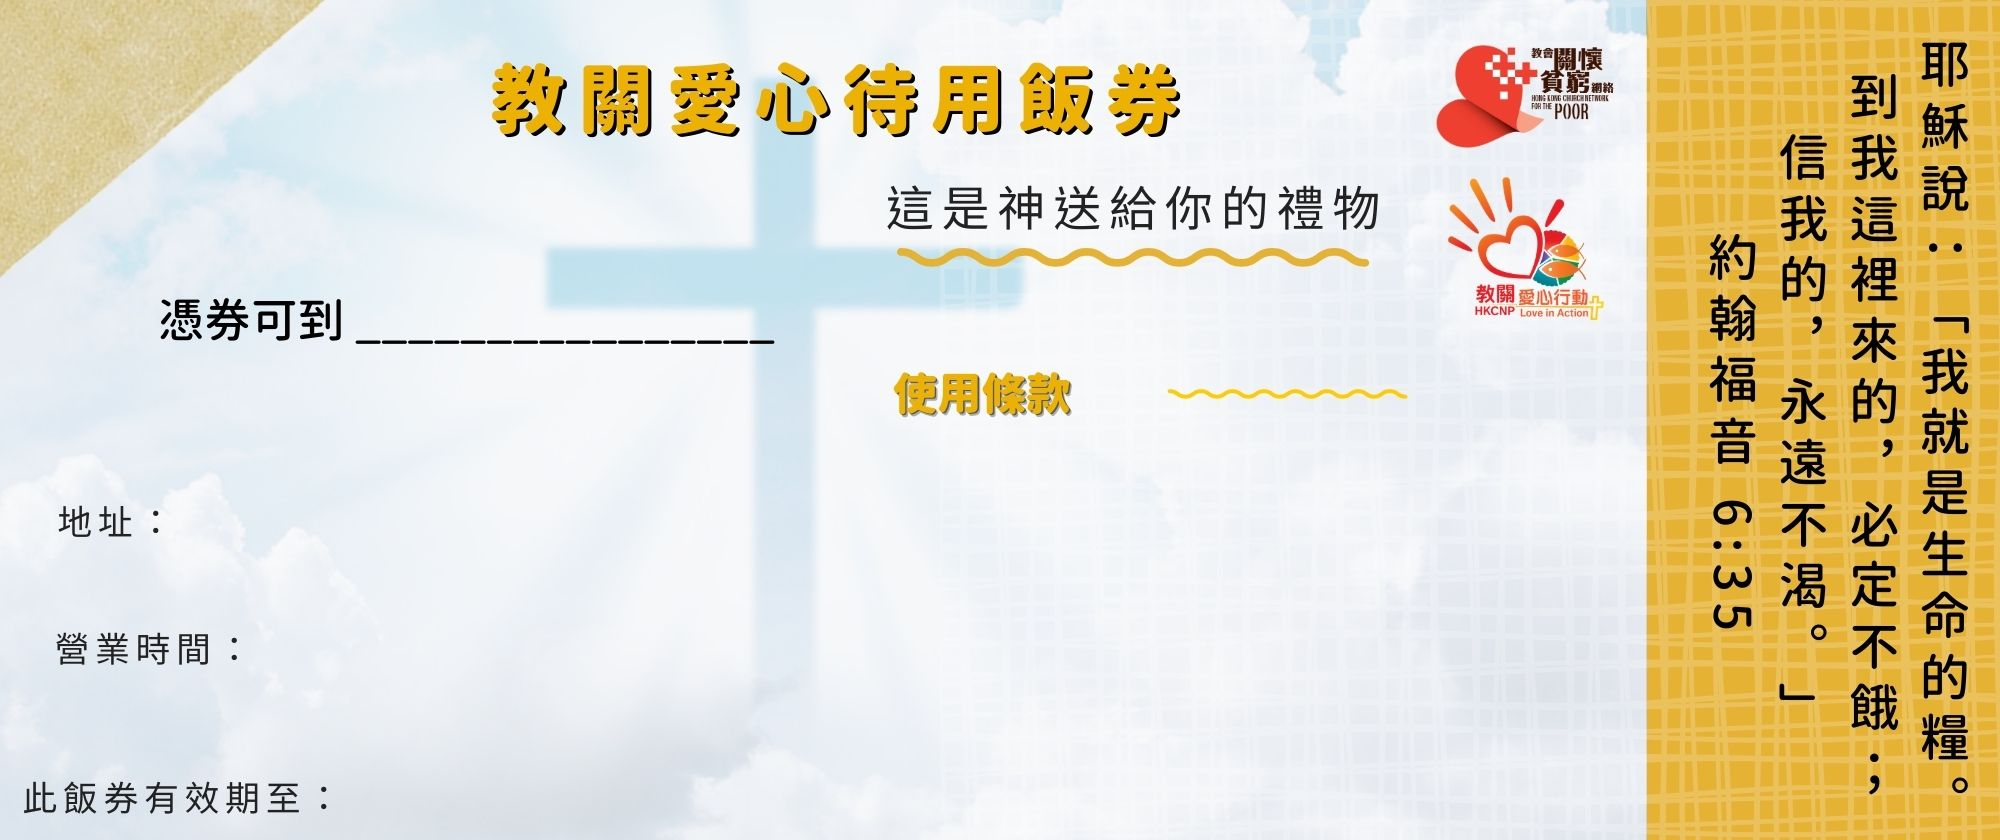 教關愛心待用飯券
教會關懷
貧窮網絡
HONG KONG CHURCH NETWORK
FOR THE POOR
這是神送給你的禮物
教關 愛心行動
HKCNP Love in Action
憑券可到 ________________
使用條款
地址：
營業時間：
此飯券有效期至：
耶穌說：「我就是生命的糧。
到我這裡來的，必定不餓；
信我的，永遠不渴。」
約翰福音 6:35